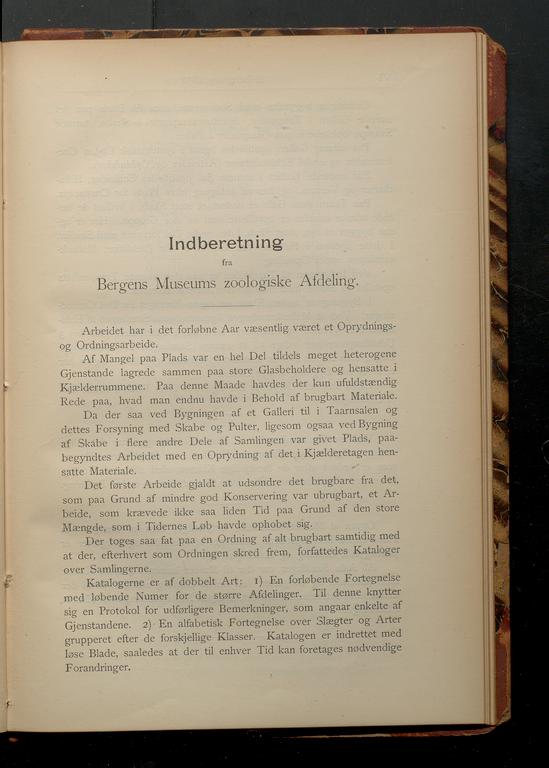 Indberetning
fra
Bergens Museums zoologiske Afdeling.
Arbeidet har i det forløbne Aar væsentlig været et Oprydnings-
og Ordningsarbeide.
Af Mangel paa Plads var en hel Del tildels meget heterogene
Gjenstande lagrede sammen paa store Glasbeholdere og hensatte i
Kjælderrummene. Paa denne Maade havdes der kun ufuldstændig
Rede paa, hvad man endnu havde i Behold af brugbart Materiale.
Da der saa ved Bygningen af et Galleri til i Taarnsalen og
dettes Forsyning med Skabe og Pulter, ligesom ogsaa ved Bygning
af Skabe i flere andre Dele af Samlingen var givet Plads, paa-
begyndtes Arbeidet med en Oprydning af det i Kjælderetagen hen-
satte Materiale.
Det første Arbeide gjaldt at udsondre det brugbare fra det,
som paa Grund af mindre god Konservering var ubrugbart, et Ar-
beide, som krævede ikke saa liden Tid paa Grund af den store
Mængde, som i Tidernes Løb havde ophobet sig.
Der toges saa fat paa en Ordning af alt brugbart samtidig med
at der, efterhvert som Ordningen skred frem, forfattedes Kataloger
over Samlingerne.
Katalogerne er af dobbelt Art: 1) En forløbende Fortegnelse
med løbende Numer for de større Afdelinger. Til denne knytter
sig en Protokol for udførligere Bemerkninger, som angaar enkelte af
Gjenstandene. 2) En alfabetisk Fortegnelse over Slægter og Arter
grupperet efter de forskjellige Klasser. Katalogen er indrettet med
løse Blade, saaledes at der til enhver Tid kan foretages nødvendige
Forandringer.